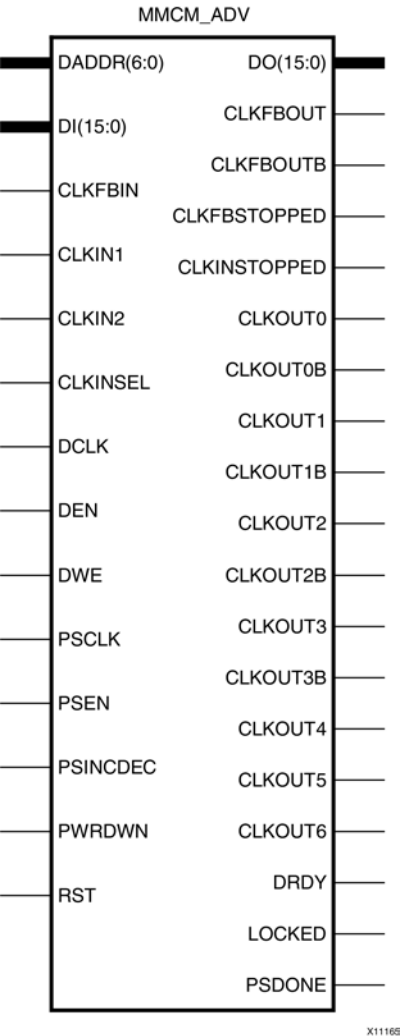 MMCM_ADV
DADDR(6:0)
DI(15:0)
CLKFBIN
CLKIN1
CLKIN2
CLKINSEL
DCLK
DEN
DWE
PSCLK
PSEN
PSINCDEC
PWRDWN
RST
DO(15:0)
CLKFBOUT
CLKFBOUTB
CLKFBSTOPPED
CLKINSTOPPED
CLKOUT0
CLKOUT0B
CLKOUT1
CLKOUT1B
CLKOUT2
CLKOUT2B
CLKOUT3
CLKOUT3B
CLKOUT4
CLKOUT5
CLKOUT6
DRDY
LOCKED
PSDONE
X11165